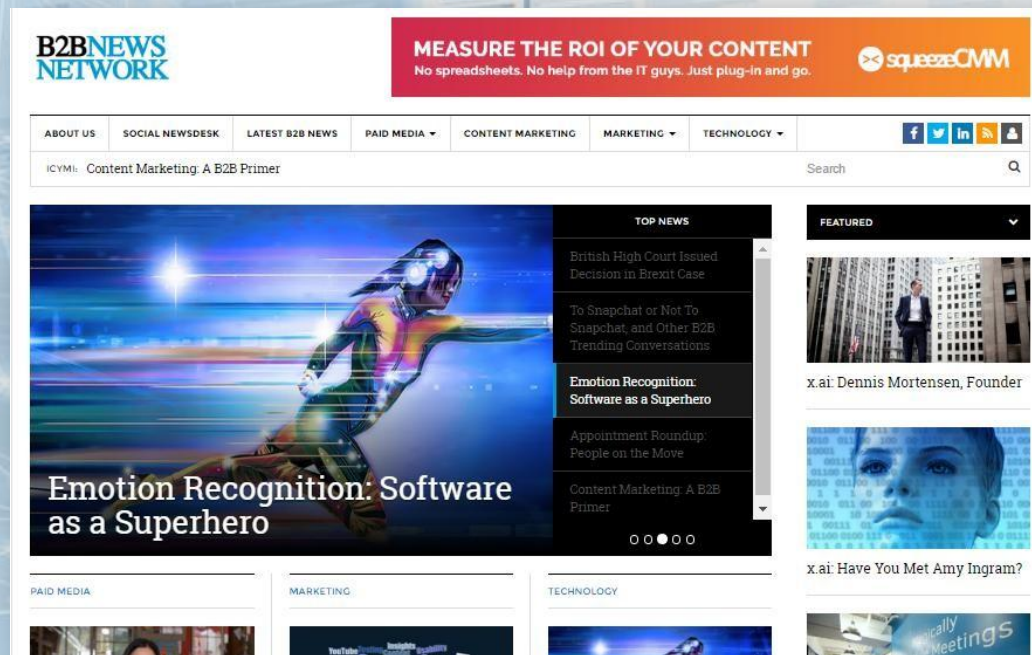 B2BNEWS
NETWORK
MEASURE THE ROI OF YOUR CONTENT
No spreadsheets. No help from the IT guys. Just plug-in and go.
squeezeCMM
ABOUT US
SOCIAL NEWSDESK
LATEST B2B NEWS
PAID MEDIA
CONTENT MARKETING
MARKETING
TECHNOLOGY
f
in
ICYMI: Content Marketing: A B2B Primer
Search
TOP NEWS
British High Court Issued
Decision in Brexit Case
To Snapchat or Not To
Snapchat, and Other B2B
Trending Conversations
Emotion Recognition:
Software as a Superhero
Appointment Roundup:
People on the Move
Content Marketing: A B2B
Primer
Emotion Recognition: Software
as a Superhero
FEATURED
x.ai: Dennis Mortensen, Founder
x.ai: Have You Met Amy Ingram?
PAID MEDIA
MARKETING
TECHNOLOGY
YouTube
Insights
Usability
Meetings